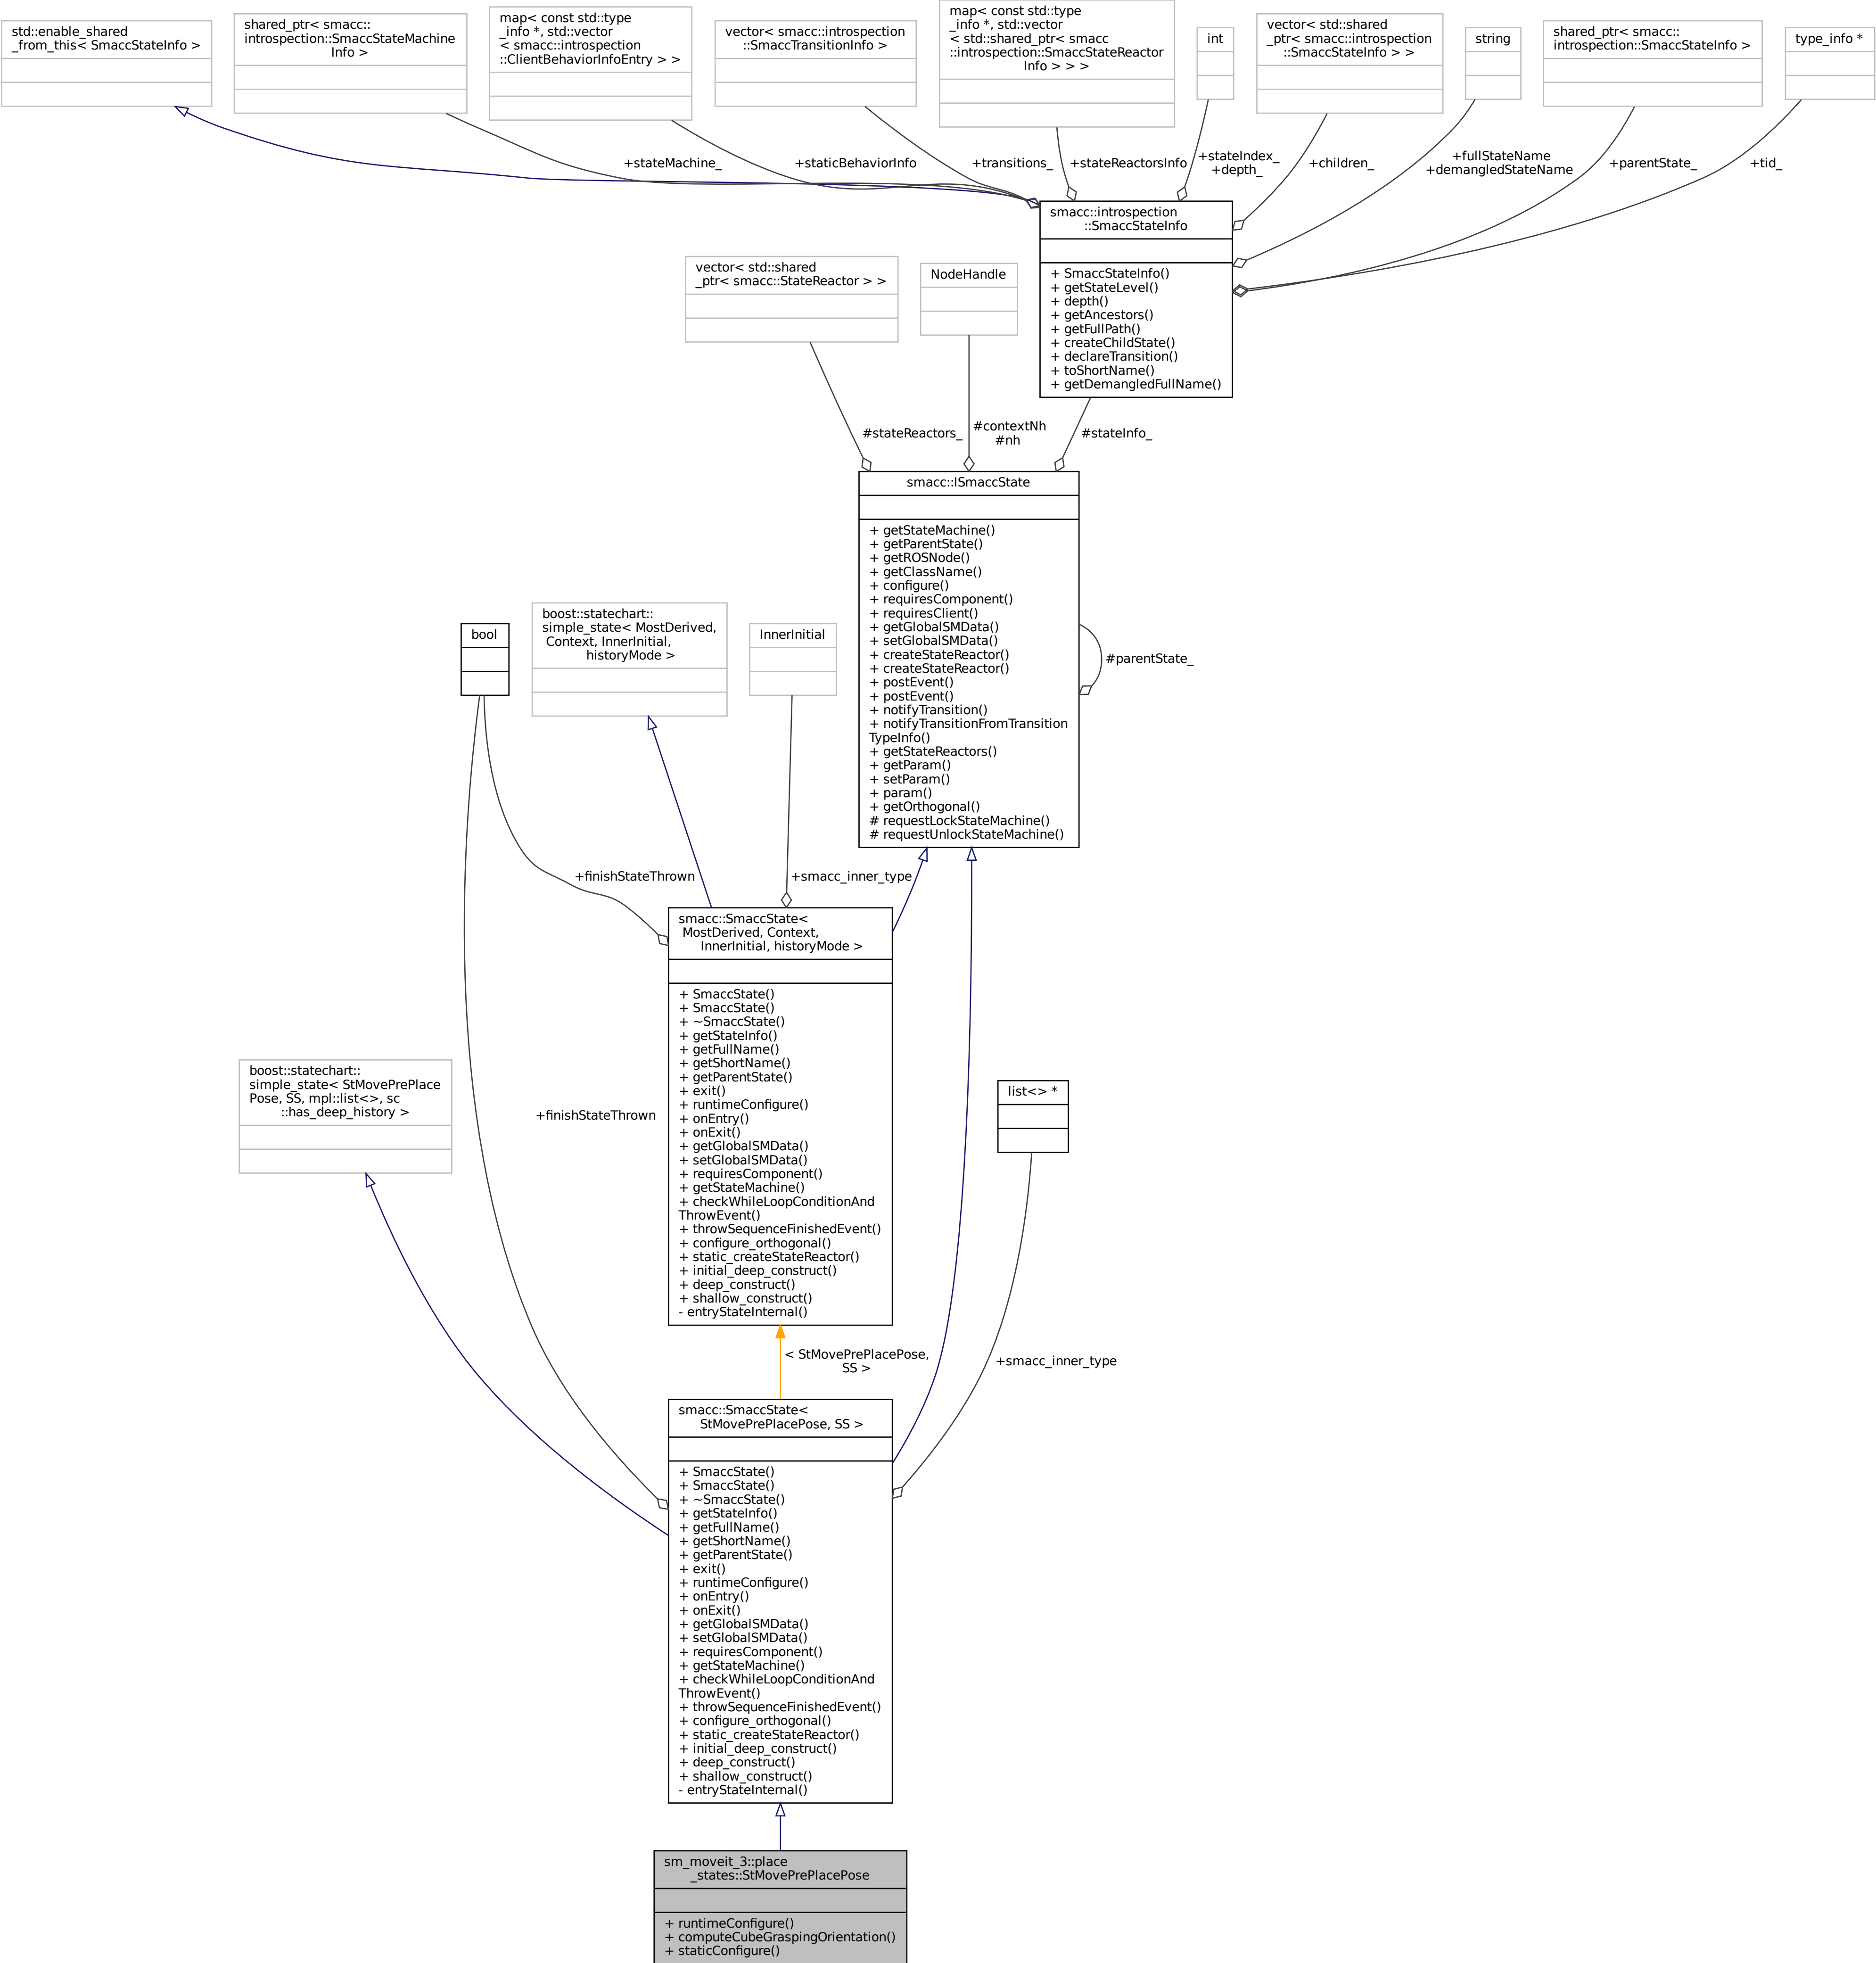 std::enable_shared
_from_this< SmaccStateInfo >
shared_ptr< smacc::
introspection::SmaccStateMachine
Info >
map< const std::type
_info *, std::vector
< smacc::introspection
::ClientBehaviorInfoEntry > >
vector< smacc::introspection
::SmaccTransitionInfo >
map< const std::type
_info *, std::vector
< std::shared_ptr< smacc
::introspection::SmaccStateReactor
Info > > >
int
vector< std::shared
_ptr< smacc::introspection
::SmaccStateInfo > >
string
shared_ptr< smacc::
introspection::SmaccStateInfo >
type_info *
+stateMachine_
+staticBehaviorInfo
+transitions_
+stateReactorsInfo
+stateIndex_
+depth_
+children_
+fullStateName
+demangledStateName
+parentState_
+tid_
smacc::introspection
::SmaccStateInfo
+ SmaccStateInfo()
+ getStateLevel()
+ depth()
+ getAncestors()
+ getFullPath()
+ createChildState()
+ declareTransition()
+ toShortName()
+ getDemangledFullName()
vector< std::shared
_ptr< smacc::StateReactor > >
NodeHandle
#stateReactors_
#contextNh
#nh
#stateInfo_
smacc::ISmaccState
+ getStateMachine()
+ getParentState()
+ getROSNode()
+ getClassName()
+ configure()
+ requiresComponent()
+ requiresClient()
+ getGlobalSMData()
+ setGlobalSMData()
+ createStateReactor()
+ createStateReactor()
+ postEvent()
+ postEvent()
+ notifyTransition()
+ notifyTransitionFromTransition
TypeInfo()
+ getStateReactors()
+ getParam()
+ setParam()
+ param()
+ getOrthogonal()
# requestLockStateMachine()
# requestUnlockStateMachine()
#parentState_
bool
boost::statechart::
simple_state< MostDerived,
Context, InnerInitial,
historyMode >
InnerInitial
+finishStateThrown
+smacc_inner_type
smacc::SmaccState<
MostDerived, Context,
InnerInitial, historyMode >
+ SmaccState()
+ SmaccState()
+ ~SmaccState()
+ getStateInfo()
+ getFullName()
+ getShortName()
+ getParentState()
+ exit()
+ runtimeConfigure()
+ onEntry()
+ onExit()
+ getGlobalSMData()
+ setGlobalSMData()
+ requiresComponent()
+ getStateMachine()
+ checkWhileLoopConditionAnd
ThrowEvent()
+ throwSequenceFinishedEvent()
+ configure_orthogonal()
+ static_createStateReactor()
+ initial_deep_construct()
+ deep_construct()
+ shallow_construct()
- entryStateInternal()
boost::statechart::
simple_state< StMovePrePlace
Pose, SS, mpl::list<>, sc
::has_deep_history >
+finishStateThrown
list<> *
< StMovePrePlacePose,
SS >
+smacc_inner_type
smacc::SmaccState<
StMovePrePlacePose, SS >
+ SmaccState()
+ SmaccState()
+ ~SmaccState()
+ getStateInfo()
+ getFullName()
+ getShortName()
+ getParentState()
+ exit()
+ runtimeConfigure()
+ onEntry()
+ onExit()
+ getGlobalSMData()
+ setGlobalSMData()
+ requiresComponent()
+ getStateMachine()
+ checkWhileLoopConditionAnd
ThrowEvent()
+ throwSequenceFinishedEvent()
+ configure_orthogonal()
+ static_createStateReactor()
+ initial_deep_construct()
+ deep_construct()
+ shallow_construct()
- entryStateInternal()
sm_moveit_3::place
_states::StMovePrePlacePose
+ runtimeConfigure()
+ computeCubeGraspingOrientation()
+ staticConfigure()